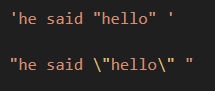 'he said "hello" '
"he said \"hello\" "